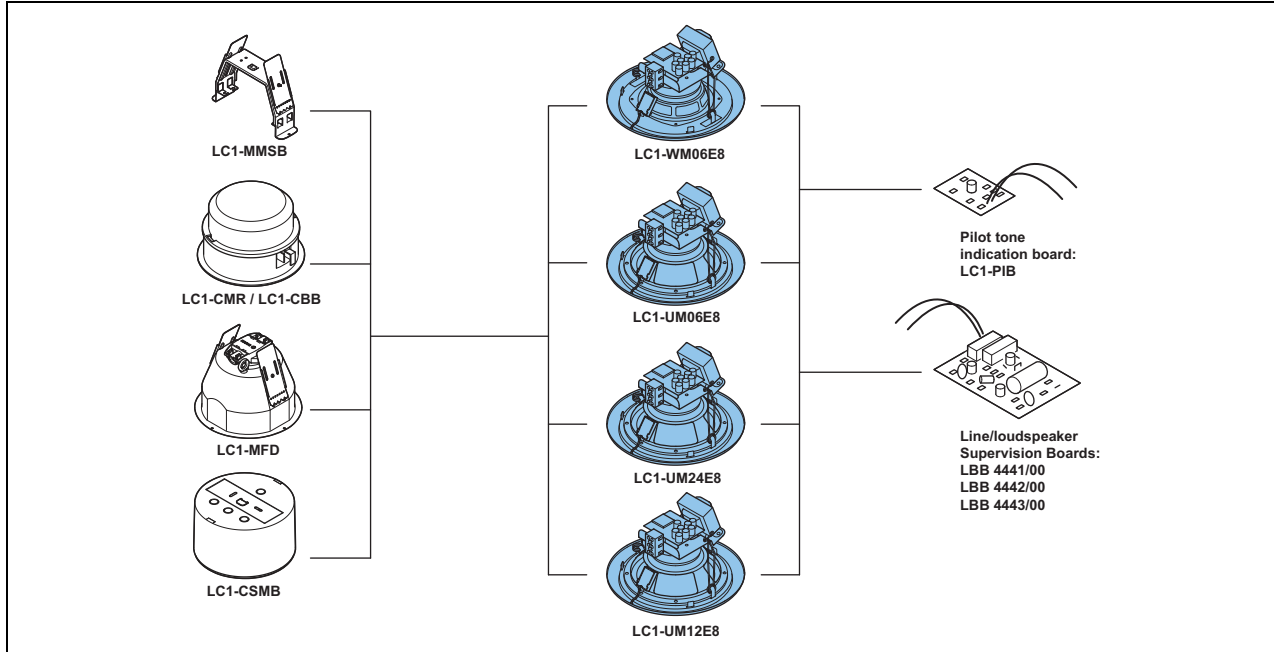 LC1-MMSB
LC1-CMR / LC1-CBB
LC1-MFD
LC1-CSMB
LC1-WM06E8
LC1-UM06E8
LC1-UM24E8
LC1-UM12E8
Pilot tone
indication board:
LC1-PIB
Line/loudspeaker
Supervision Boards:
LBB 4441/00
LBB 4442/00
LBB 4443/00